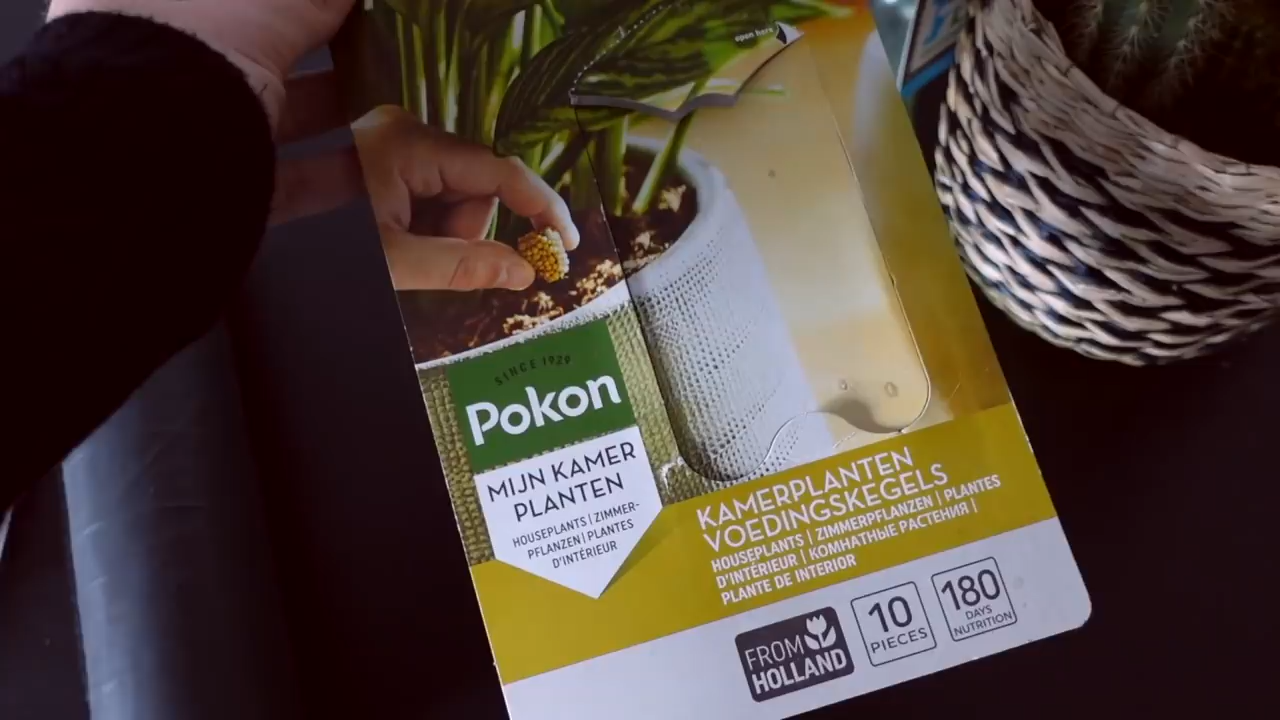 open here
SINCE 1920
Pokon
MIJN KAMER
PLANTEN
HOUSEPLANTS | ZIMMER-
PFLANZEN | PLANTES
D'INTÉRIEUR
KAMERPLANTEN
VOEDINGSKEGELS
HOUSEPLANTS | ZIMMERPFLANZEN | PLANTES
D'INTÉRIEUR | КОМНАТНЫЕ РАСТЕНИЯ |
PLANTE DE INTERIOR
FROM
HOLLAND
10
PIECES
180
DAYS
NUTRITION